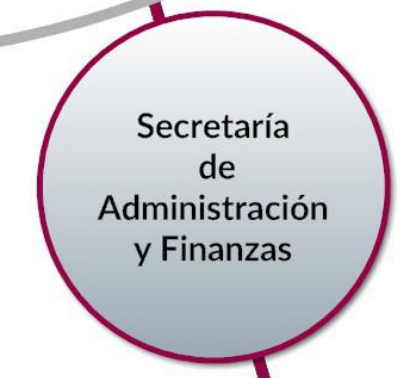 Secretaría
de
Administración
y Finanzas